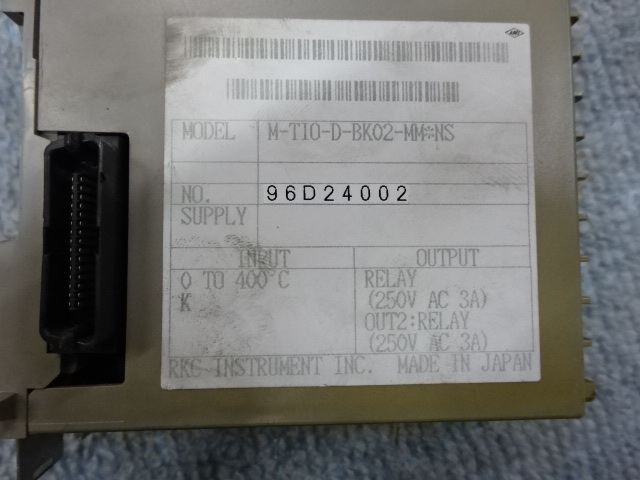 MODEL M-TIO-D-BK02-MM*NS
NO. 96D24002
SUPPLY
INPUT OUTPUT
0 TO 400°C RELAY
K (250V AC 3A)
OUT2:RELAY
(250V AC 3A)
RKC INSTRUMENT INC. MADE IN JAPAN